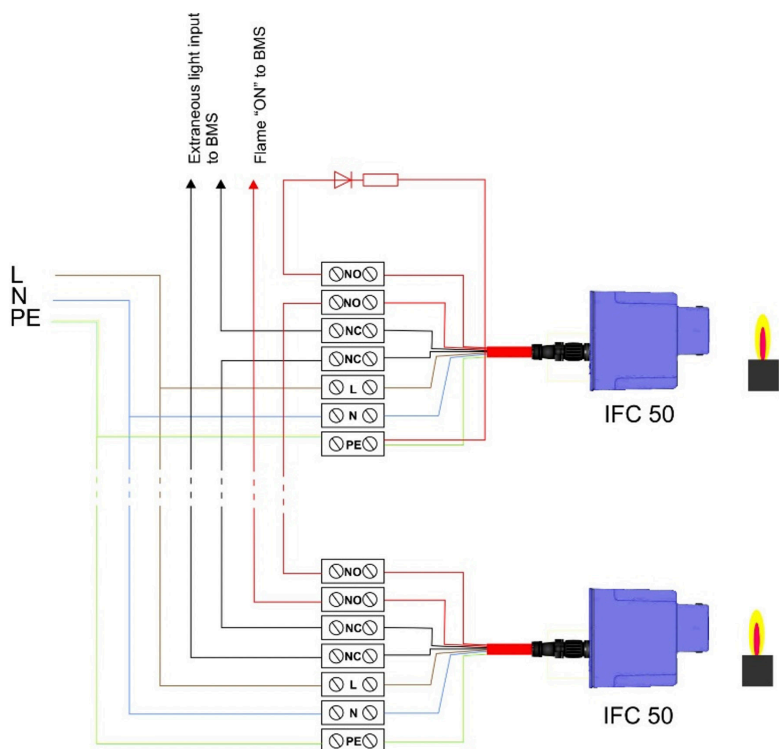 Extraneous light input
to BMS
Flame "ON" to BMS
L
N
PE
NO
NO
NC
NC
L
N
PE
IFC 50
NO
NO
NC
NC
L
N
PE
IFC 50